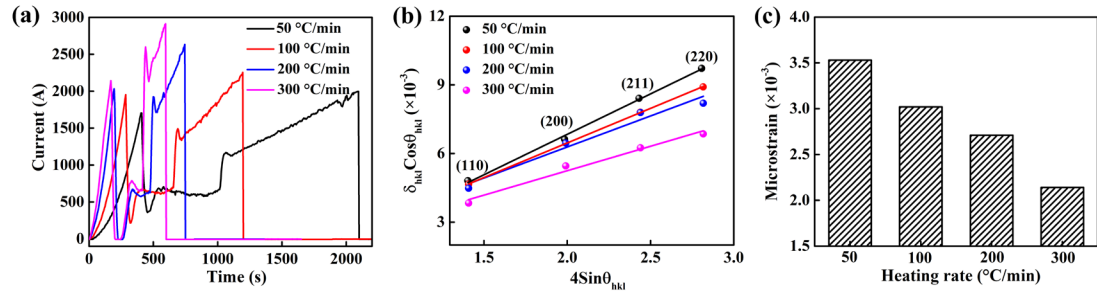 (a)
3000
2500
2000
1500
1000
500
0
Current (A)
50 °C/min
100 °C/min
200 °C/min
300 °C/min
0 500 1000 1500 2000
Time (s)
(b)
12
9
6
3
δhkl Cosθhkl (×10⁻³)
50 °C/min
100 °C/min
200 °C/min
300 °C/min
(110)
(200)
(211)
(220)
1.5 2.0 2.5 3.0
4Sinθhkl
(c)
4.0
3.5
3.0
2.5
2.0
1.5
Microstrain (×10⁻³)
50 100 200 300
Heating rate (°C/min)